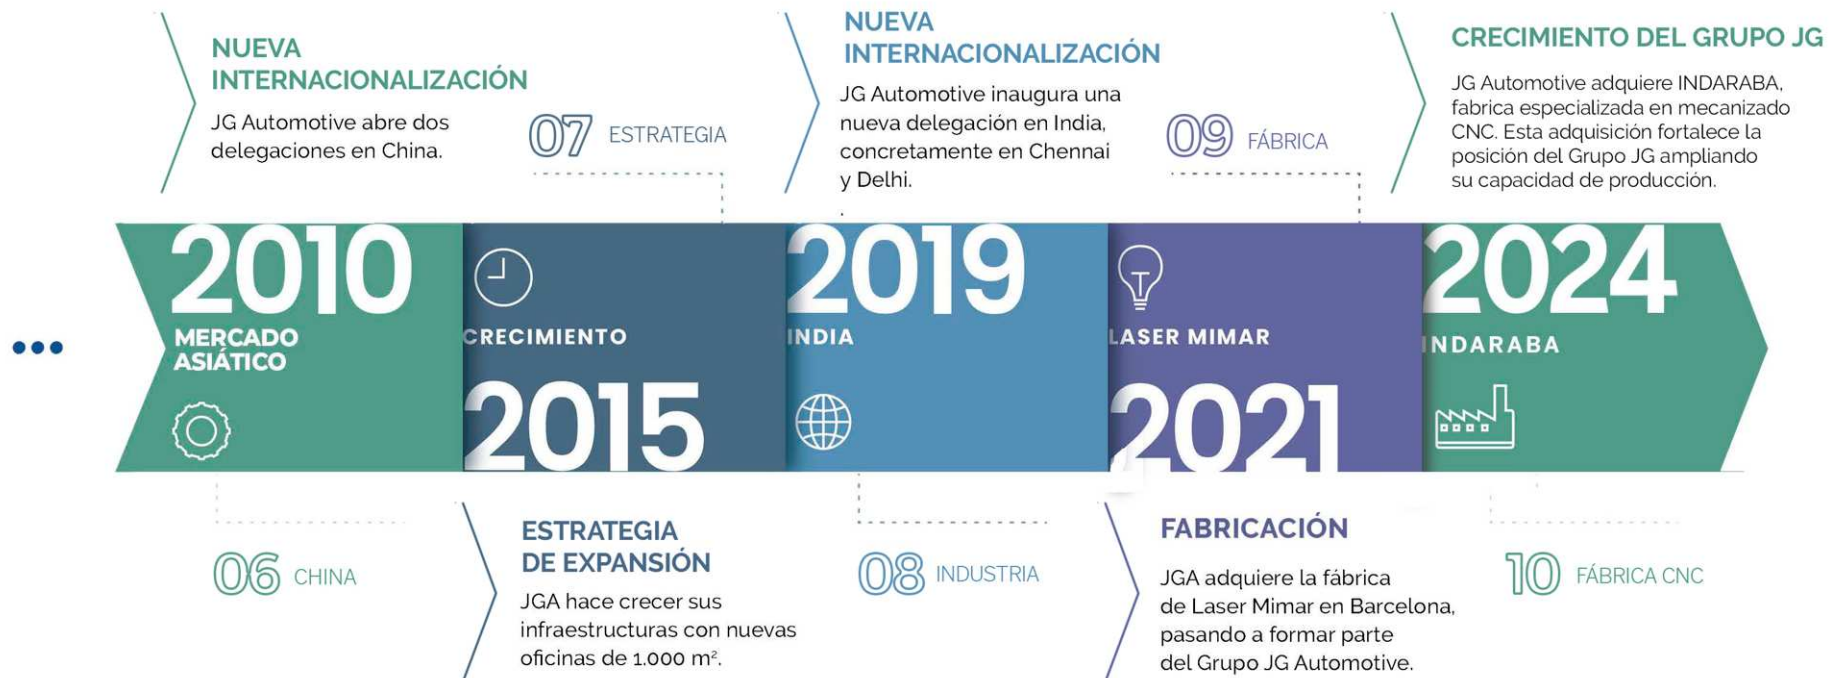 NUEVA
INTERNACIONALIZACIÓN
JG Automotive abre dos
delegaciones en China.
07 ESTRATEGIA
NUEVA
INTERNACIONALIZACIÓN
JG Automotive inaugura una
nueva delegación en India,
concretamente en Chennai
y Delhi.
.
09 FÁBRICA
CRECIMIENTO DEL GRUPO JG
JG Automotive adquiere INDARABA,
fabrica especializada en mecanizado
CNC. Esta adquisición fortalece la
posición del Grupo JG ampliando
su capacidad de producción.
2010
MERCADO
ASIÁTICO
CRECIMIENTO
2015
2019
INDIA
LASER MIMAR
2021
2024
INDARABA
06 CHINA
ESTRATEGIA
DE EXPANSIÓN
JGA hace crecer sus
infraestructuras con nuevas
oficinas de 1.000 m².
08 INDUSTRIA
FABRICACIÓN
JGA adquiere la fábrica
de Laser Mimar en Barcelona,
pasando a formar parte
del Grupo JG Automotive.
10 FÁBRICA CNC